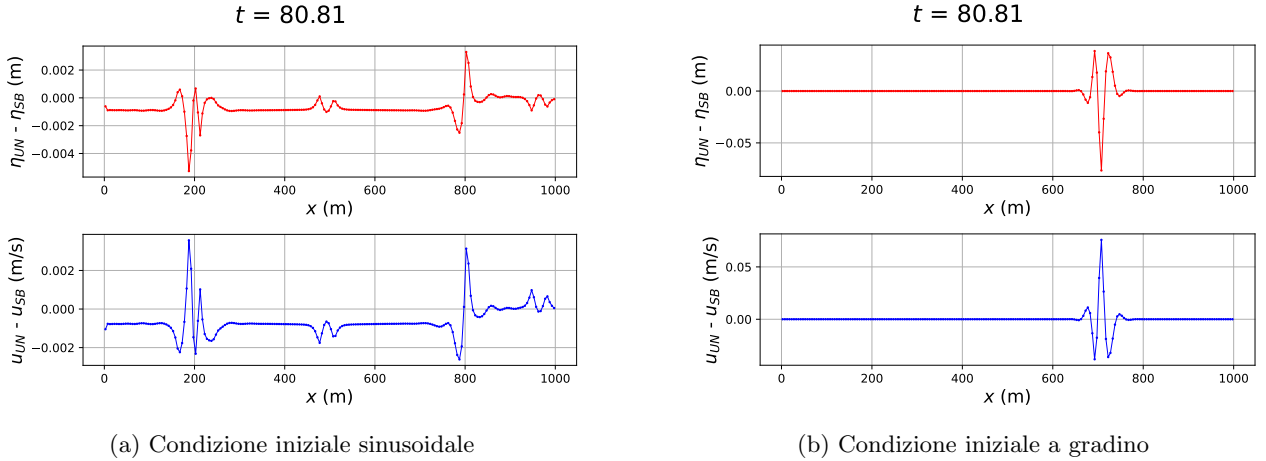 t = 80.81
0.002
0.000
−0.002
−0.004
η_UN - η_SB (m)
0 200 400 600 800 1000
x (m)
0.002
0.000
−0.002
u_UN - u_SB (m/s)
0 200 400 600 800 1000
x (m)
(a) Condizione iniziale sinusoidale
t = 80.81
0.00
−0.05
η_UN - η_SB (m)
0 200 400 600 800 1000
x (m)
0.05
0.00
u_UN - u_SB (m/s)
0 200 400 600 800 1000
x (m)
(b) Condizione iniziale a gradino